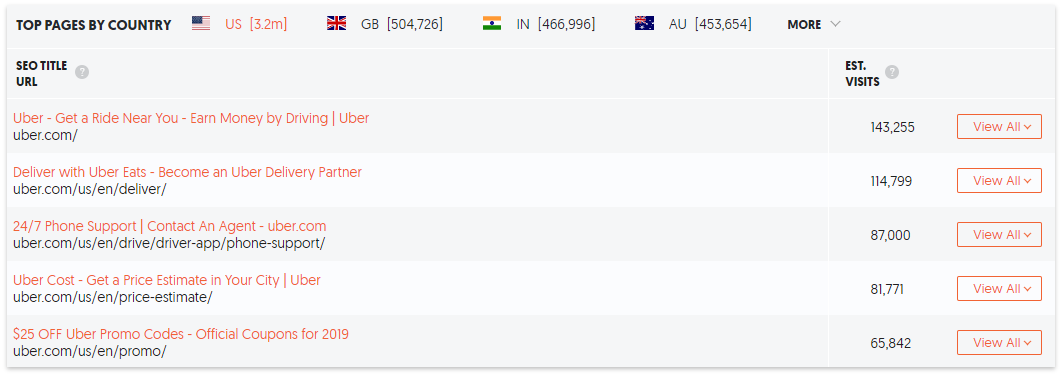 TOP PAGES BY COUNTRY US [3.2m] GB [504,726] IN [466,996] AU [453,654] MORE
SEO TITLE
URL ?
EST.
VISITS ?
Uber - Get a Ride Near You - Earn Money by Driving | Uber
uber.com/
143,255 View All
Deliver with Uber Eats - Become an Uber Delivery Partner
uber.com/us/en/deliver/
114,799 View All
24/7 Phone Support | Contact An Agent - uber.com
uber.com/us/en/drive/driver-app/phone-support/
87,000 View All
Uber Cost - Get a Price Estimate in Your City | Uber
uber.com/us/en/price-estimate/
81,771 View All
$25 OFF Uber Promo Codes - Official Coupons for 2019
uber.com/us/en/promo/
65,842 View All